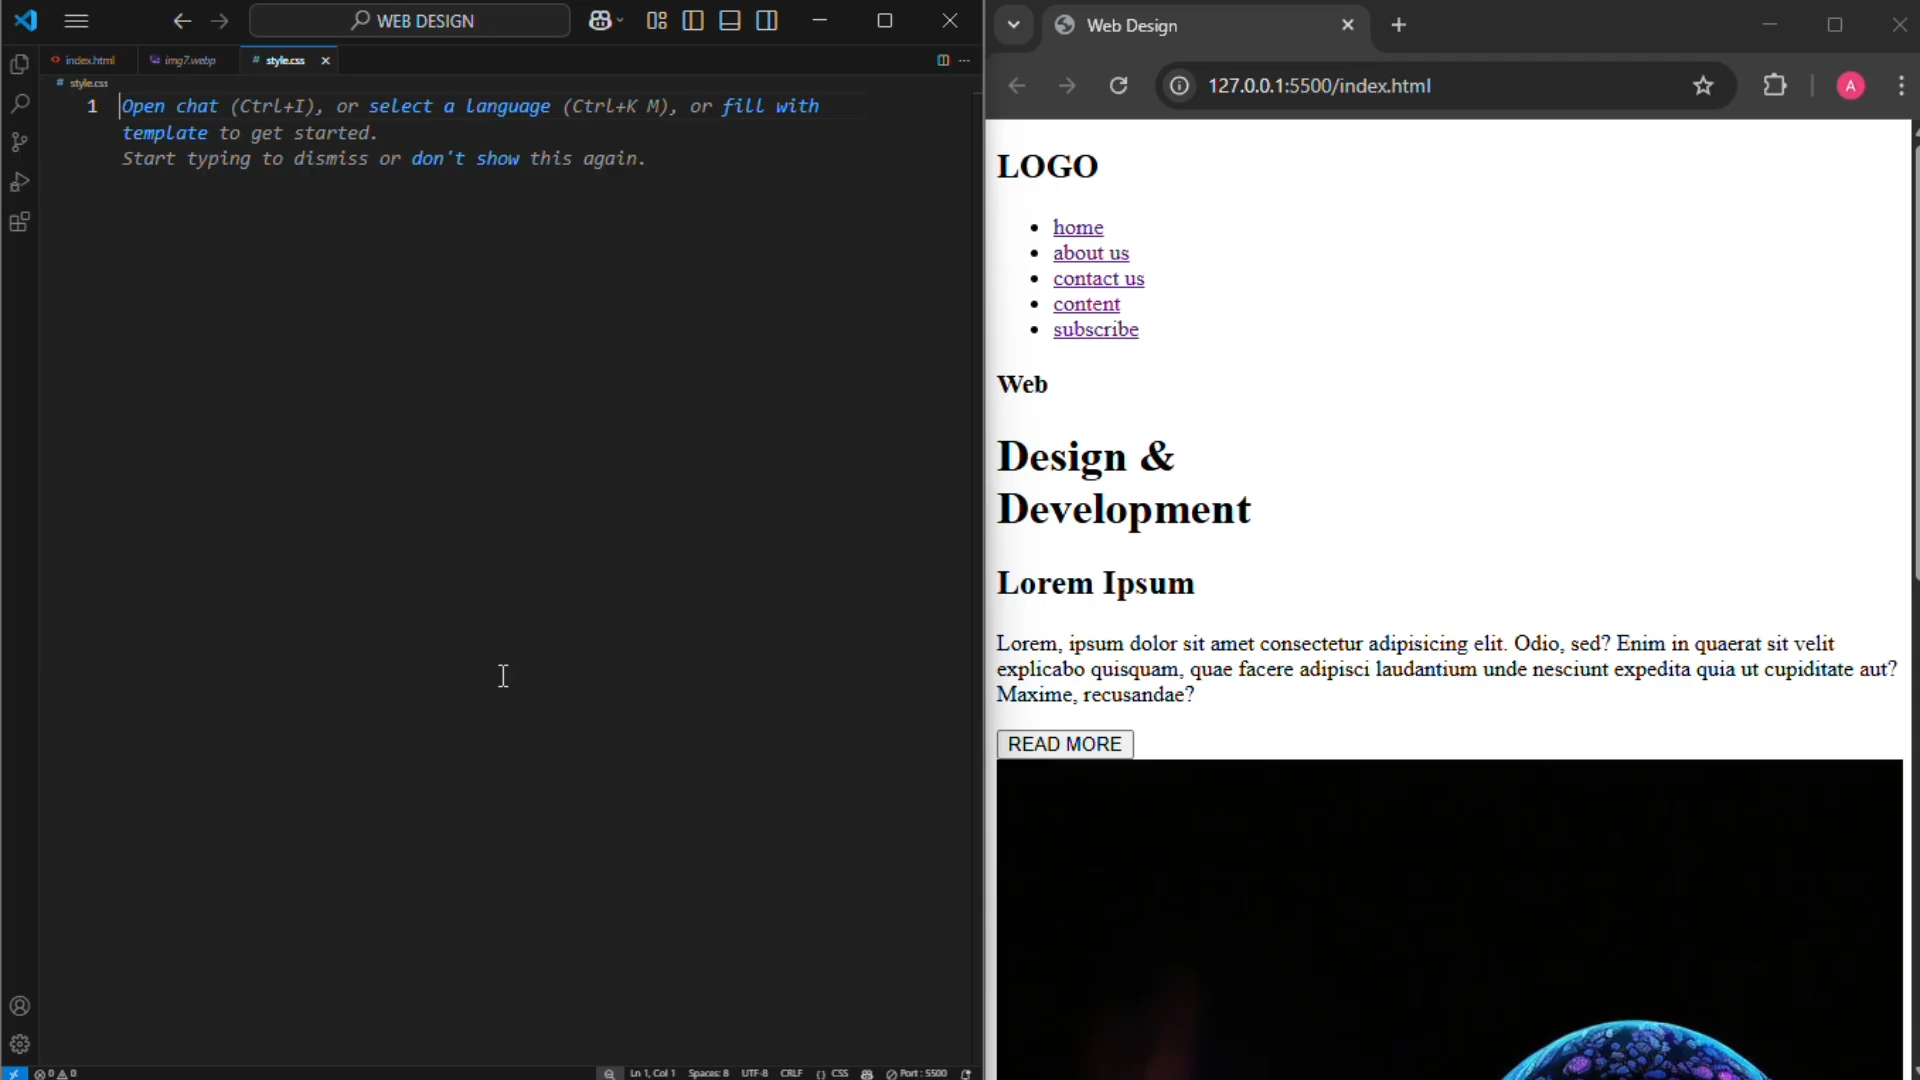 WEB DESIGN
index.html
img7.webp
# style.css
# style.css
1
Open chat (Ctrl+I), or select a language (Ctrl+K M), or fill with
template to get started.
Start typing to dismiss or don't show this again.
0 0
Ln 1, Col 1 Spaces: 8 UTF-8 CRLF {} CSS Port : 5500
Web Design
127.0.0.1:5500/index.html
A
LOGO
home
about us
contact us
content
subscribe
Web
Design &
Development
Lorem Ipsum
Lorem, ipsum dolor sit amet consectetur adipisicing elit. Odio, sed? Enim in quaerat sit velit
explicabo quisquam, quae facere adipisci laudantium unde nesciunt expedita quia ut cupiditate aut?
Maxime, recusandae?
READ MORE